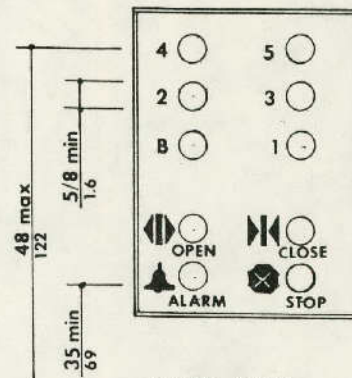 4 5
2 3
B 1
OPEN CLOSE
ALARM STOP
48 max
122
5/8 min
1.6
35 min
69